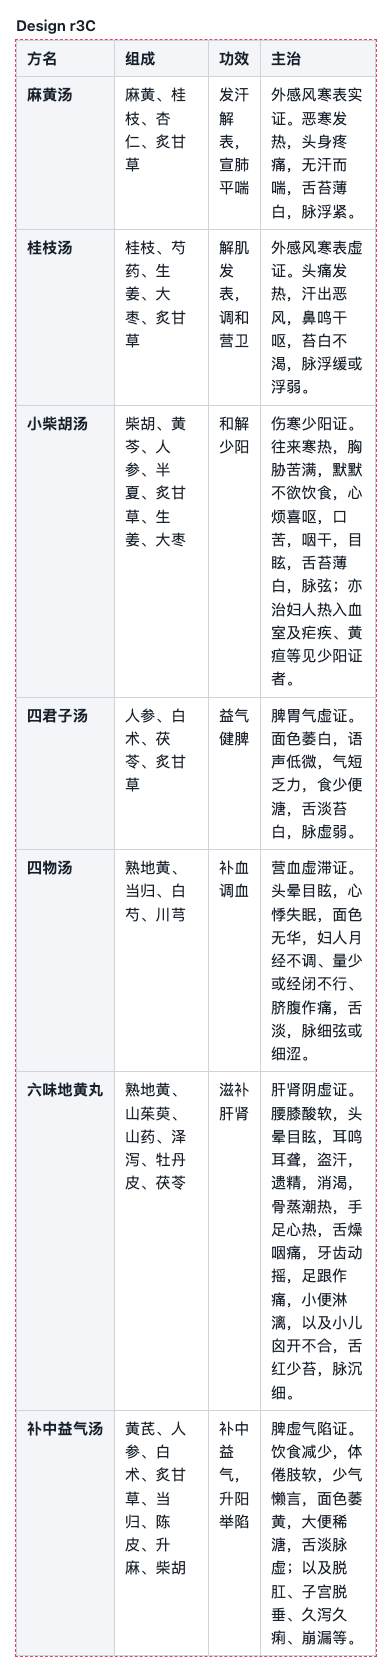 Design r3C
方名 组成 功效 主治
麻黄汤
麻黄、桂
枝、杏
仁、炙甘
草
发汗
解
表，
宣肺
平喘
外感风寒表实
证。恶寒发
热，头身疼
痛，无汗而
喘，舌苔薄
白，脉浮紧。
桂枝汤
桂枝、芍
药、生
姜、大
枣、炙甘
草
解肌
发
表，
调和
营卫
外感风寒表虚
证。头痛发
热，汗出恶
风，鼻鸣干
呕，苔白不
渴，脉浮缓或
浮弱。
小柴胡汤
柴胡、黄
芩、人
参、半
夏、炙甘
草、生
姜、大枣
和解
少阳
伤寒少阳证。
往来寒热，胸
胁苦满，默默
不欲饮食，心
烦喜呕，口
苦，咽干，目
眩，舌苔薄
白，脉弦；亦
治妇人热入血
室及疟疾、黄
疸等见少阳证
者。
四君子汤
人参、白
术、茯
苓、炙甘
草
益气
健脾
脾胃气虚证。
面色萎白，语
声低微，气短
乏力，食少便
溏，舌淡苔
白，脉虚弱。
四物汤
熟地黄、
当归、白
芍、川芎
补血
调血
营血虚滞证。
头晕目眩，心
悸失眠，面色
无华，妇人月
经不调、量少
或经闭不行、
脐腹作痛，舌
淡，脉细弦或
细涩。
六味地黄丸
熟地黄、
山茱萸、
山药、泽
泻、牡丹
皮、茯苓
滋补
肝肾
肝肾阴虚证。
腰膝酸软，头
晕目眩，耳鸣
耳聋，盗汗，
遗精，消渴，
骨蒸潮热，手
足心热，舌燥
咽痛，牙齿动
摇，足跟作
痛，小便淋
漓，以及小儿
囟开不合，舌
红少苔，脉沉
细。
补中益气汤
黄芪、人
参、白
术、炙甘
草、当
归、陈
皮、升
麻、柴胡
补中
益
气，
升阳
举陷
脾虚气陷证。
饮食减少，体
倦肢软，少气
懒言，面色萎
黄，大便稀
溏，舌淡脉
虚；以及脱
肛、子宫脱
垂、久泻久
痢、崩漏等。